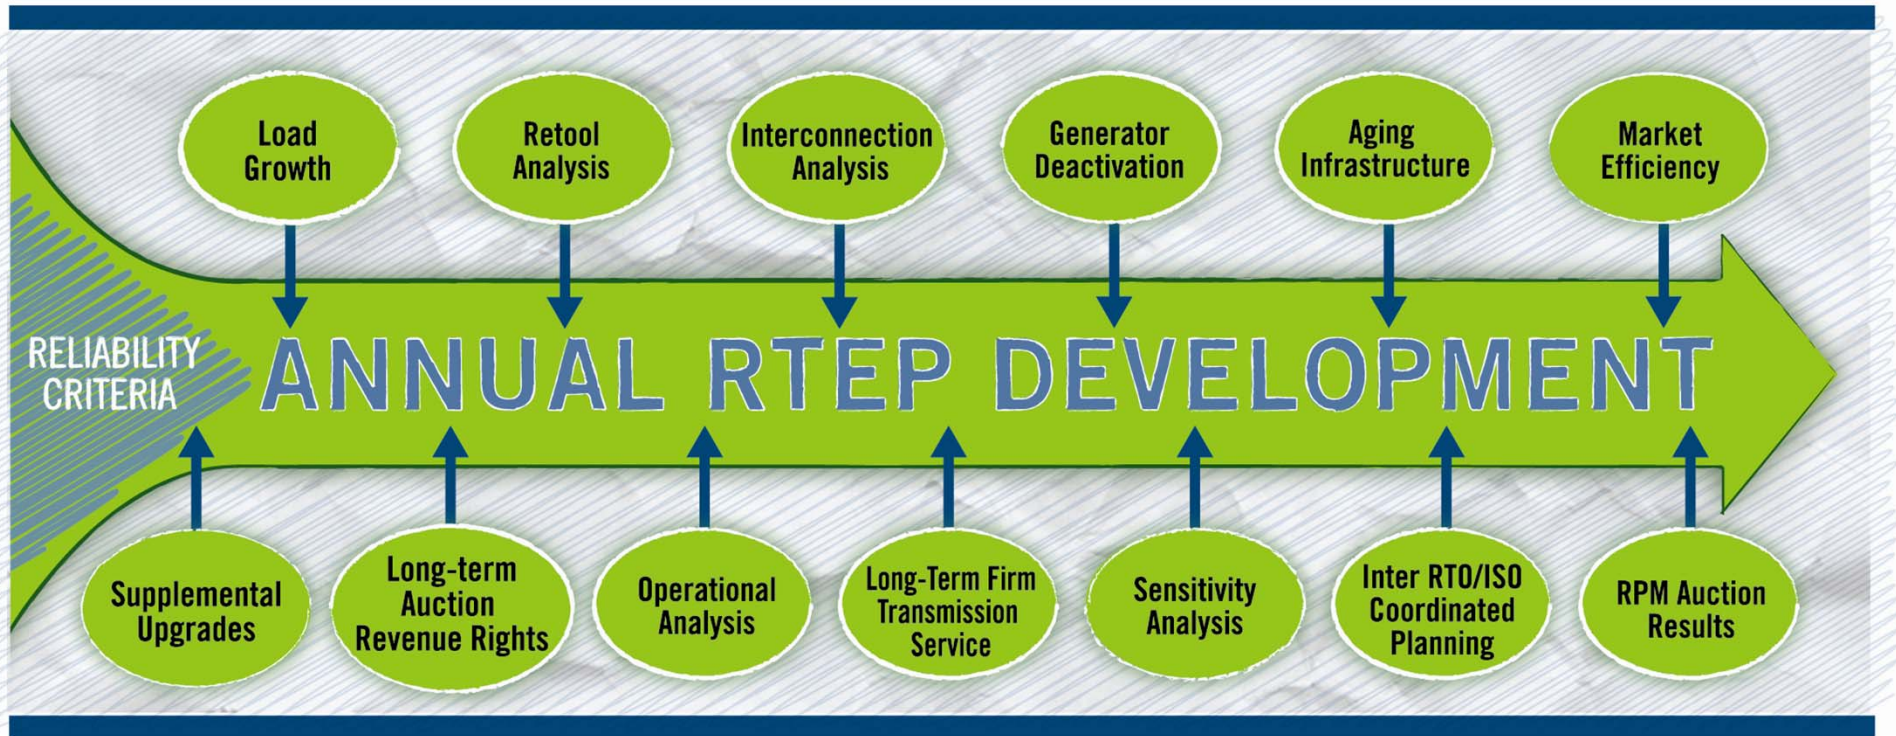 Load
Growth
Retool
Analysis
Interconnection
Analysis
Generator
Deactivation
Aging
Infrastructure
Market
Efficiency
RELIABILITY
CRITERIA
ANNUAL RTEP DEVELOPMENT
Supplemental
Upgrades
Long-term
Auction
Revenue Rights
Operational
Analysis
Long-Term Firm
Transmission
Service
Sensitivity
Analysis
Inter RTO/ISO
Coordinated
Planning
RPM Auction
Results